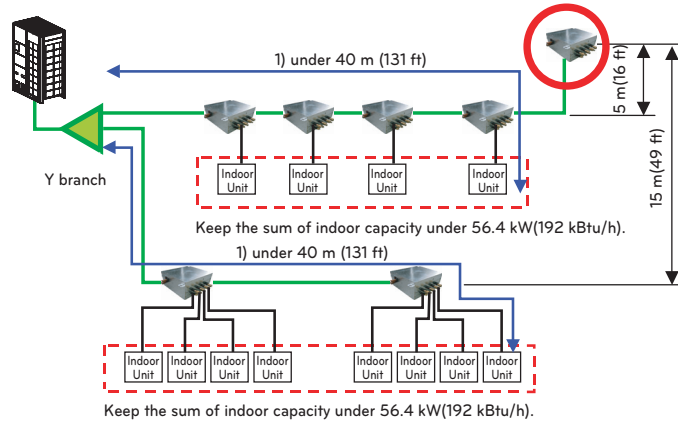 1) under 40 m (131 ft)
5 m(16 ft)
15 m(49 ft)
Y branch
Indoor
Unit
Indoor
Unit
Indoor
Unit
Indoor
Unit
Keep the sum of indoor capacity under 56.4 kW(192 kBtu/h).
1) under 40 m (131 ft)
Indoor
Unit
Indoor
Unit
Indoor
Unit
Indoor
Unit
Indoor
Unit
Indoor
Unit
Indoor
Unit
Indoor
Unit
Keep the sum of indoor capacity under 56.4 kW(192 kBtu/h).